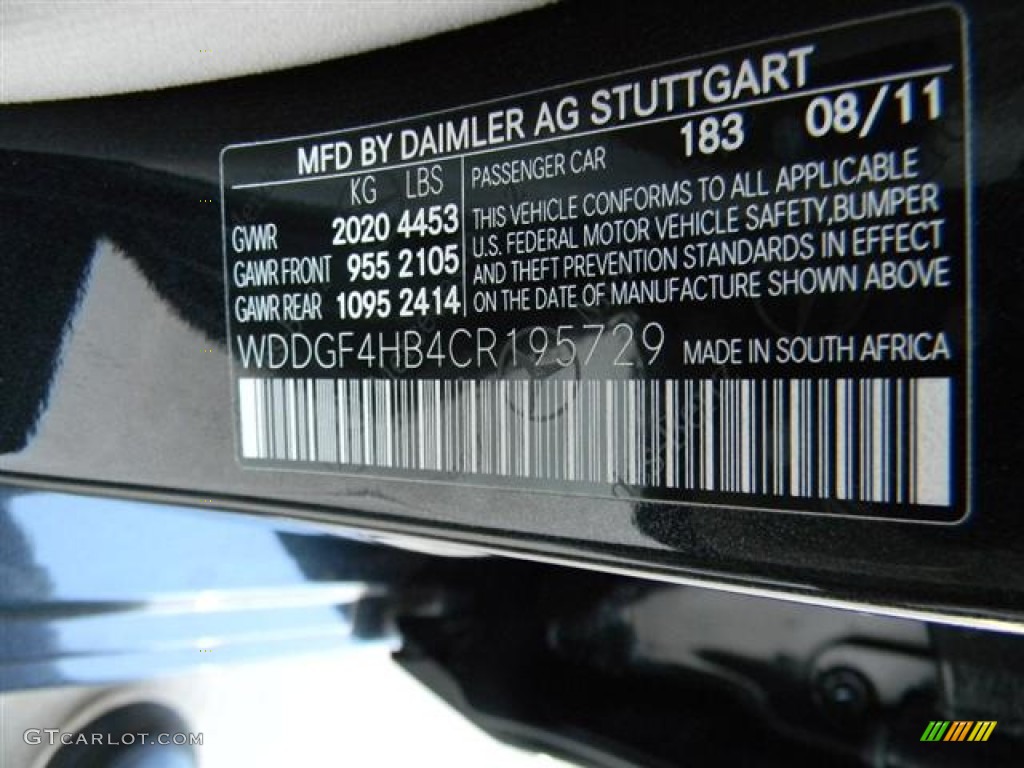 MFD BY DAIMLER AG STUTTGART
183 08/11
KG LBS
GVWR 2020 4453
GAWR FRONT 955 2105
GAWR REAR 1095 2414
PASSENGER CAR
THIS VEHICLE CONFORMS TO ALL APPLICABLE
U.S. FEDERAL MOTOR VEHICLE SAFETY,BUMPER
AND THEFT PREVENTION STANDARDS IN EFFECT
ON THE DATE OF MANUFACTURE SHOWN ABOVE
WDDGF4HB4CR195729 MADE IN SOUTH AFRICA
GTCARLOT.COM